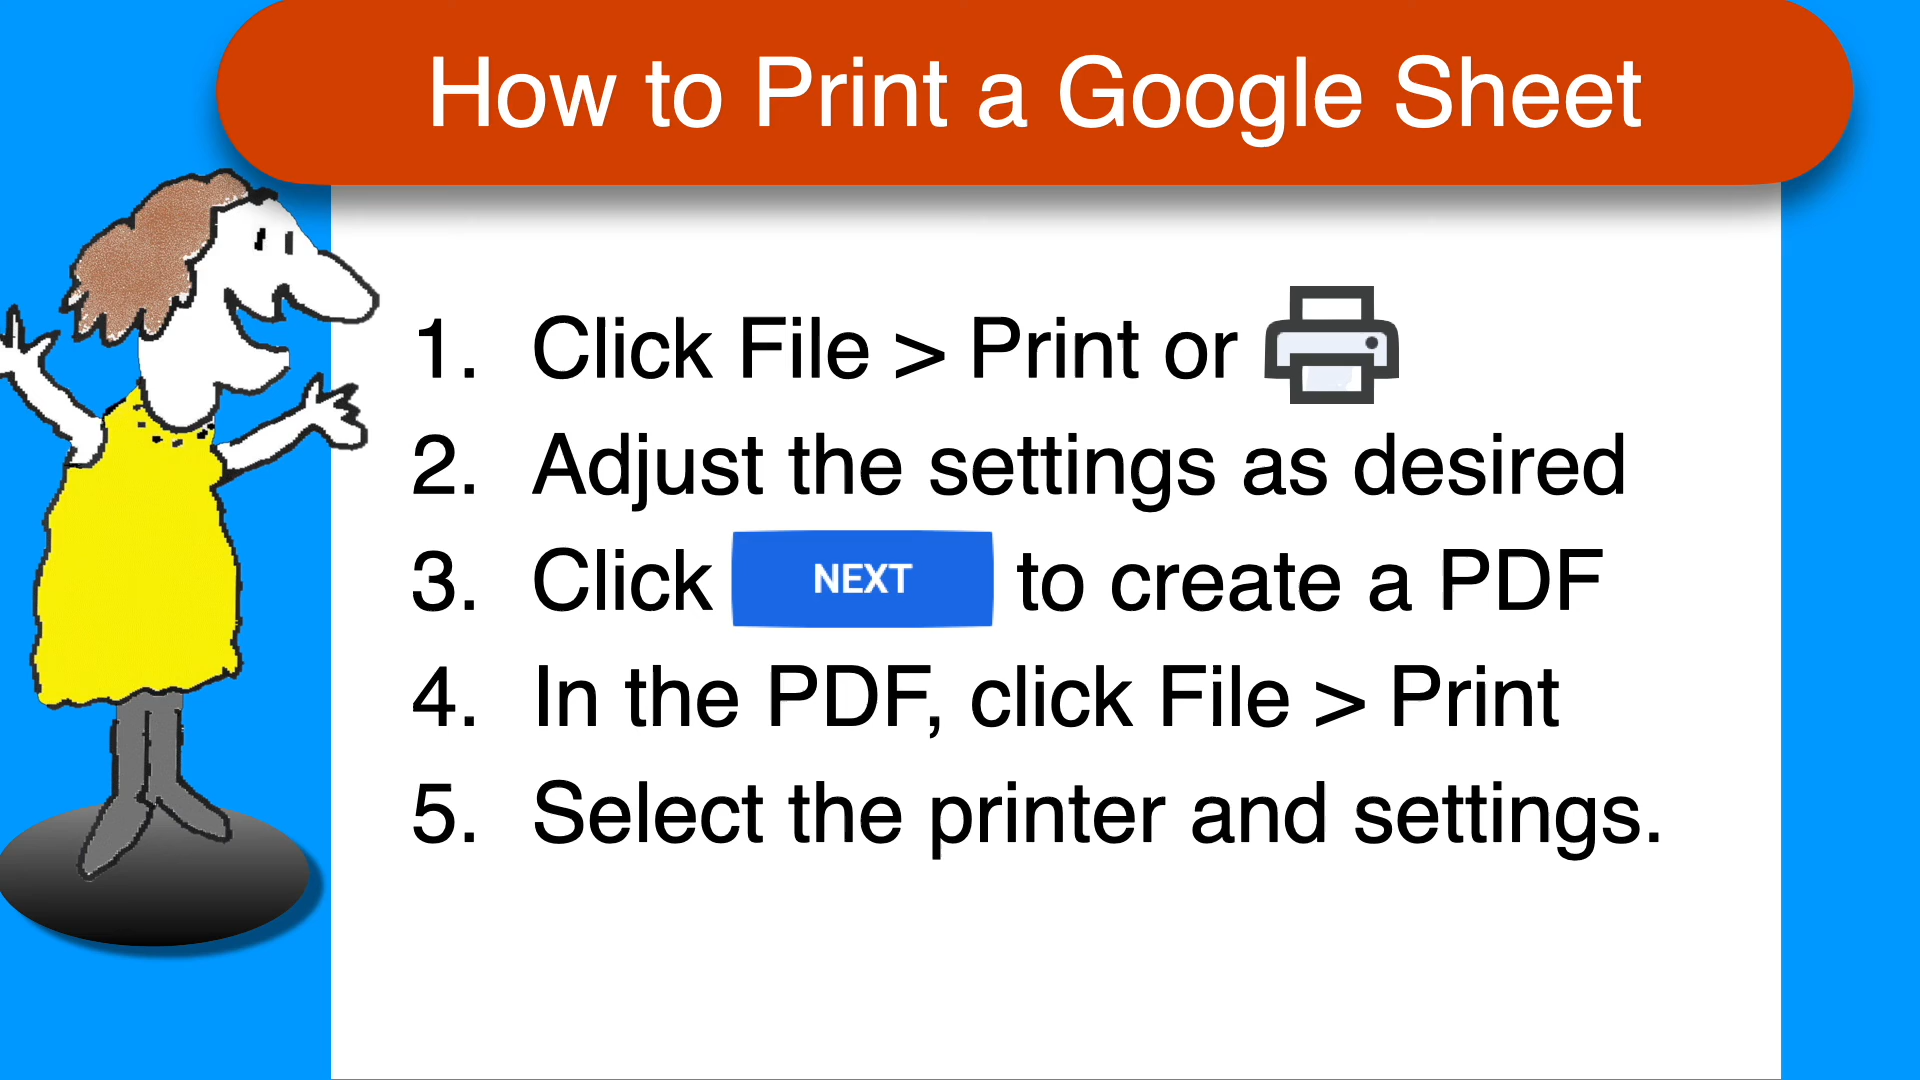 How to Print a Google Sheet
1. Click File > Print or
2. Adjust the settings as desired
3. Click NEXT to create a PDF
4. In the PDF, click File > Print
5. Select the printer and settings.